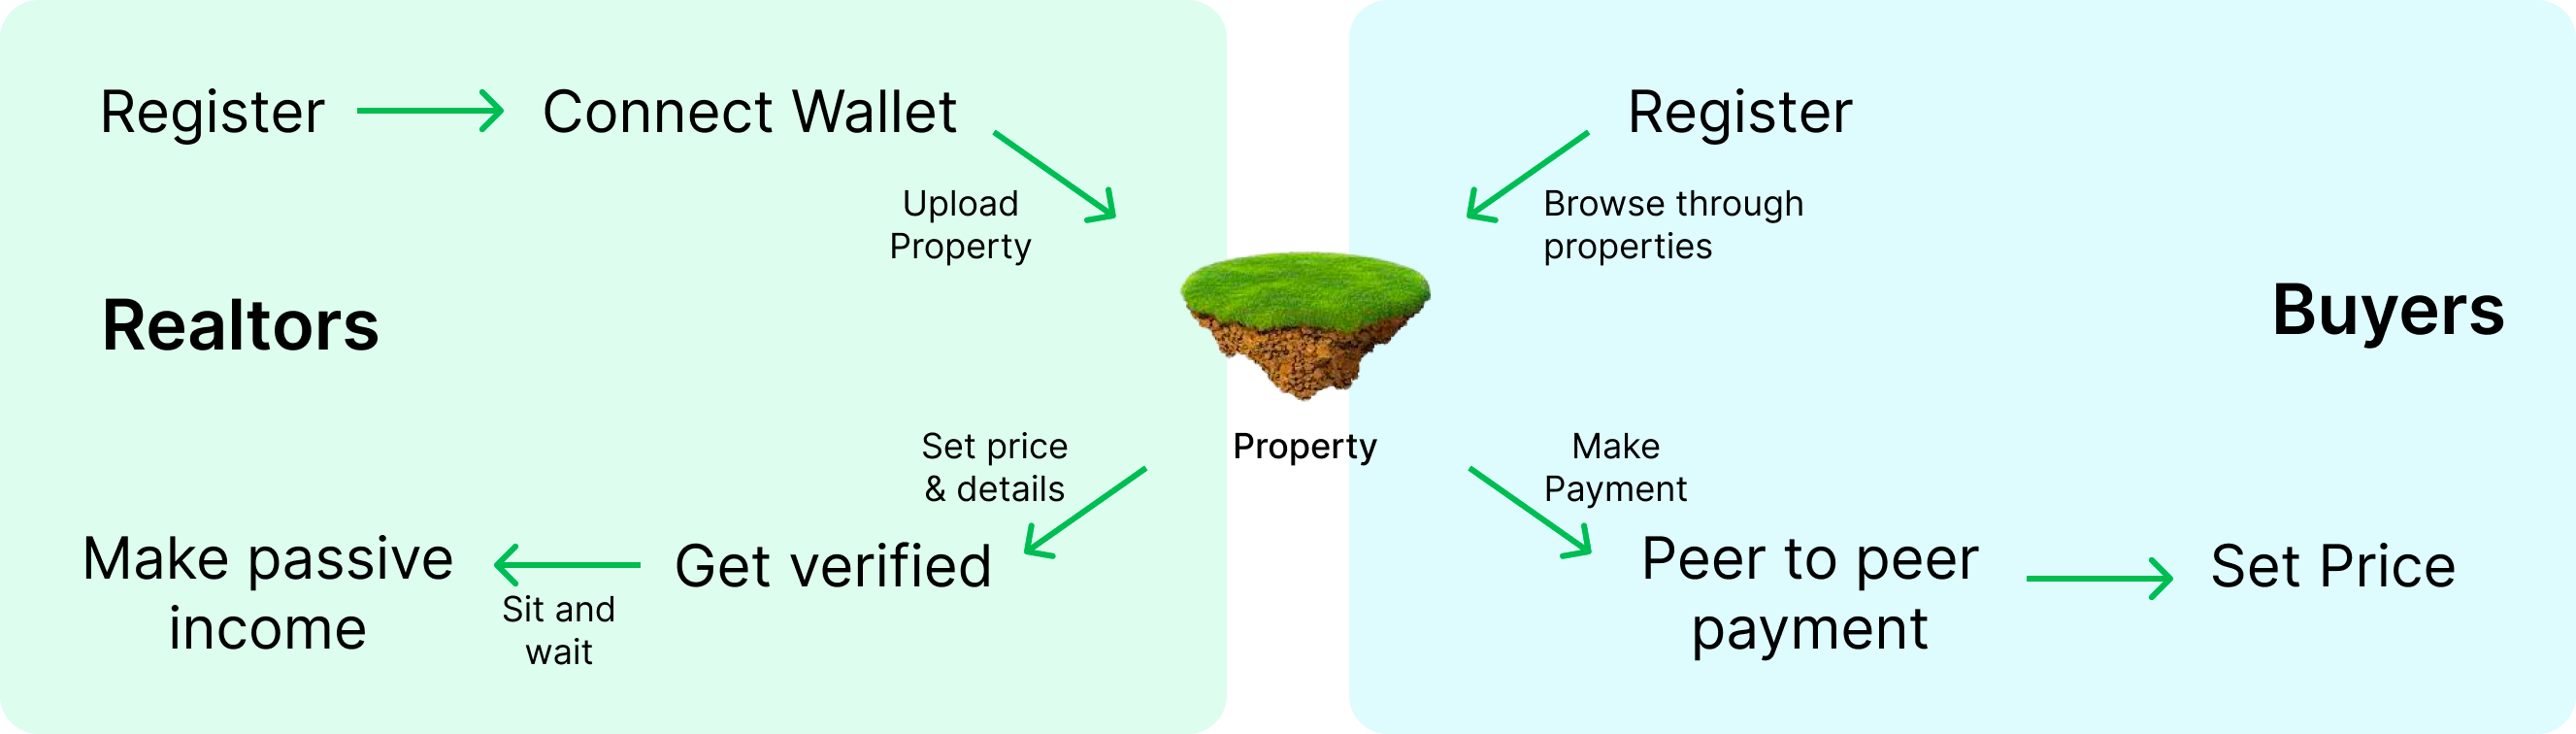 Register
Connect Wallet
Upload
Property
Realtors
Set price
& details
Get verified
Sit and
wait
Make passive
income
Property
Register
Browse through
properties
Buyers
Make
Payment
Peer to peer
payment
Set Price